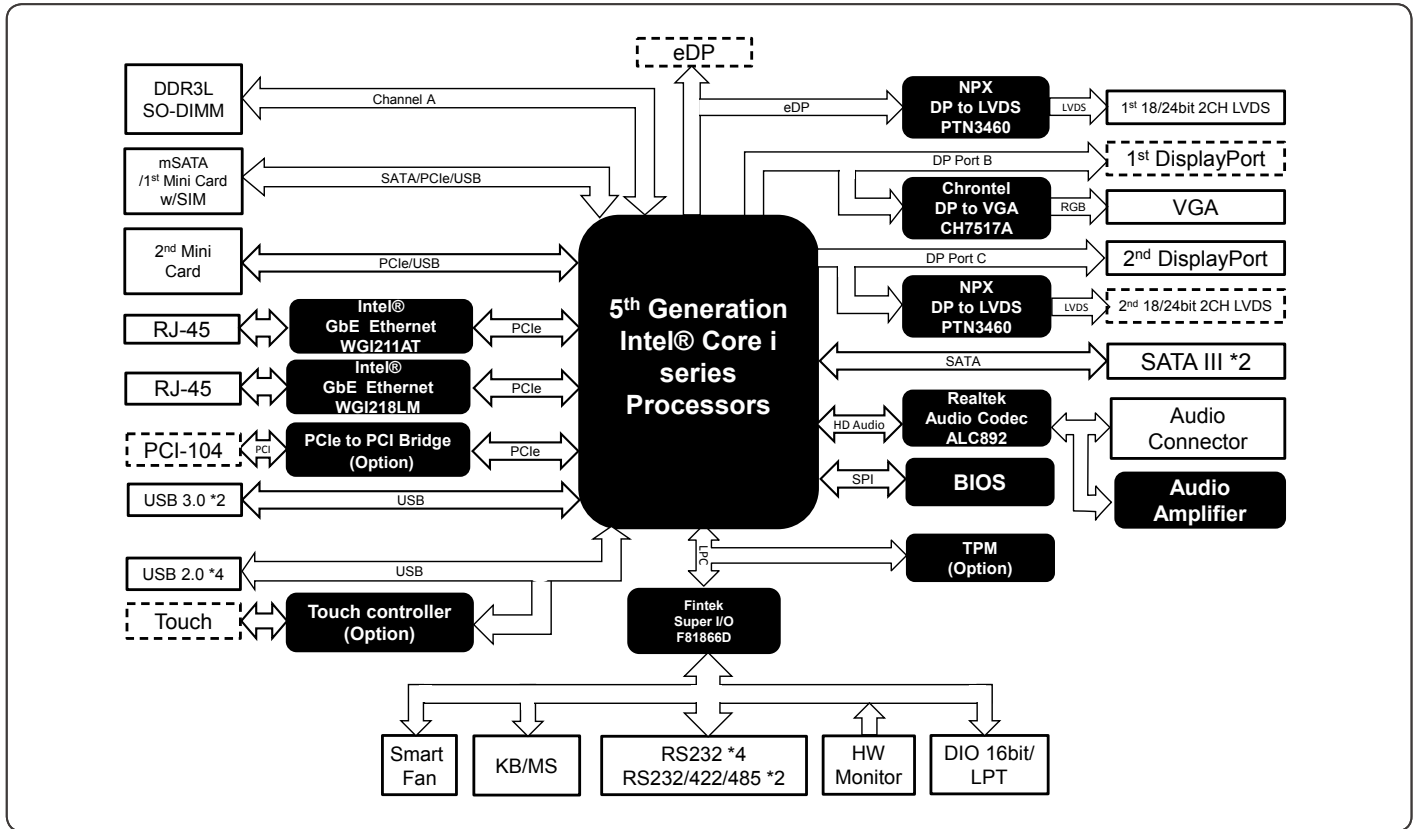 eDP
DDR3L
SO-DIMM
Channel A
eDP
NPX
DP to LVDS
PTN3460
LVDS
1st 18/24bit 2CH LVDS
mSATA
/1st Mini Card
w/SIM
SATA/PCIe/USB
DP Port B
1st DisplayPort
Chrontel
DP to VGA
CH7517A
RGB
VGA
2nd Mini
Card
PCIe/USB
DP Port C
2nd DisplayPort
NPX
DP to LVDS
PTN3460
LVDS
2nd 18/24bit 2CH LVDS
5th Generation
Intel® Core i
series
Processors
RJ-45
Intel®
GbE Ethernet
WGI211AT
PCIe
SATA
SATA III *2
RJ-45
Intel®
GbE Ethernet
WGI218LM
PCIe
HD Audio
Realtek
Audio Codec
ALC892
Audio
Connector
PCI-104
PCI
PCIe to PCI Bridge
(Option)
PCIe
SPI
BIOS
Audio
Amplifier
USB 3.0 *2
USB
LPC
TPM
(Option)
USB 2.0 *4
USB
Touch
Touch controller
(Option)
Fintek
Super I/O
F81866D
Smart
Fan
KB/MS
RS232 *4
RS232/422/485 *2
HW
Monitor
DIO 16bit/
LPT